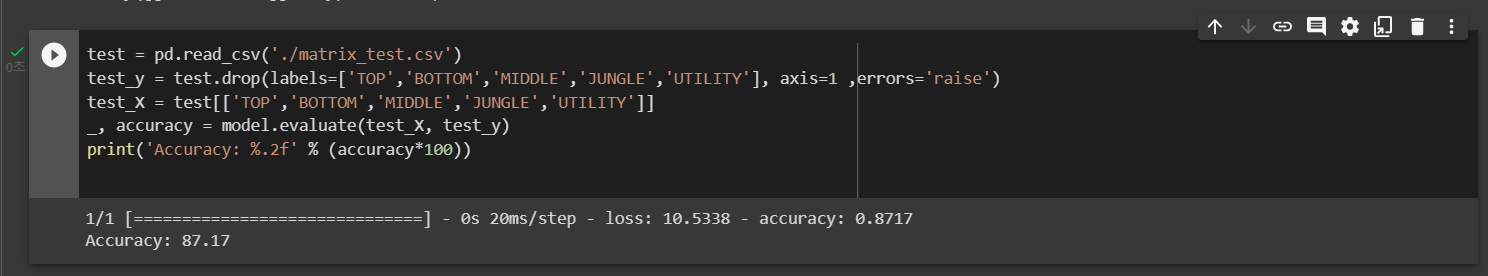 0초
test = pd.read_csv('./matrix_test.csv')
test_y = test.drop(labels=['TOP','BOTTOM','MIDDLE','JUNGLE','UTILITY'], axis=1 ,errors='raise')
test_X = test[['TOP','BOTTOM','MIDDLE','JUNGLE','UTILITY']]
_, accuracy = model.evaluate(test_X, test_y)
print('Accuracy: %.2f' % (accuracy*100))
1/1 [==============================] - 0s 20ms/step - loss: 10.5338 - accuracy: 0.8717
Accuracy: 87.17